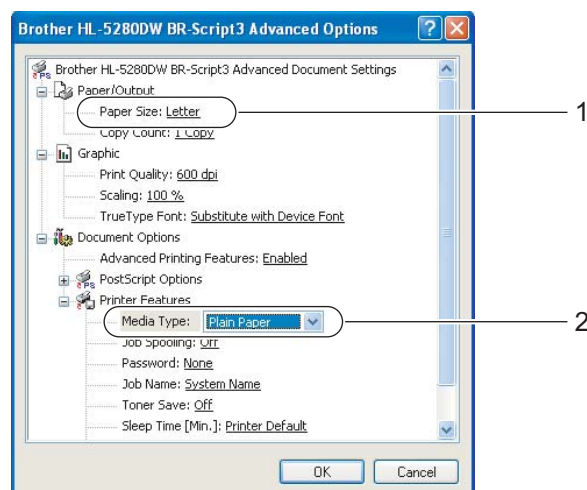 Brother HL-5280DW BR-Script3 Advanced Options
Brother HL-5280DW BR-Script3 Advanced Document Settings
Paper/Output
Paper Size: Letter
1
Copy Count: 1 Copy
Graphic
Print Quality: 600 dpi
Scaling: 100 %
TrueType Font: Substitute with Device Font
Document Options
Advanced Printing Features: Enabled
PostScript Options
Printer Features
Media Type: Plain Paper
2
Job Spooling: Off
Password: None
Job Name: System Name
Toner Save: Off
Sleep Time [Min.]: Printer Default
OK
Cancel